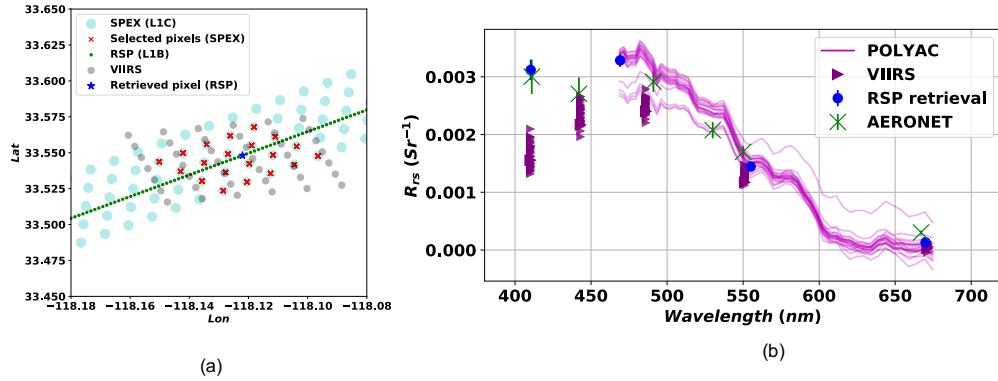 33.650
33.625
33.600
33.575
33.550
33.525
33.500
33.475
33.450
Lat
SPEX (L1C)
Selected pixels (SPEX)
RSP (L1B)
VIIRS
Retrieved pixel (RSP)
−118.18 −118.16 −118.14 −118.12 −118.10 −118.08
Lon
(a)
0.003
0.002
0.001
0.000
Rrs (Sr⁻¹)
POLYAC
VIIRS
RSP retrieval
AERONET
400 450 500 550 600 650 700
Wavelength (nm)
(b)